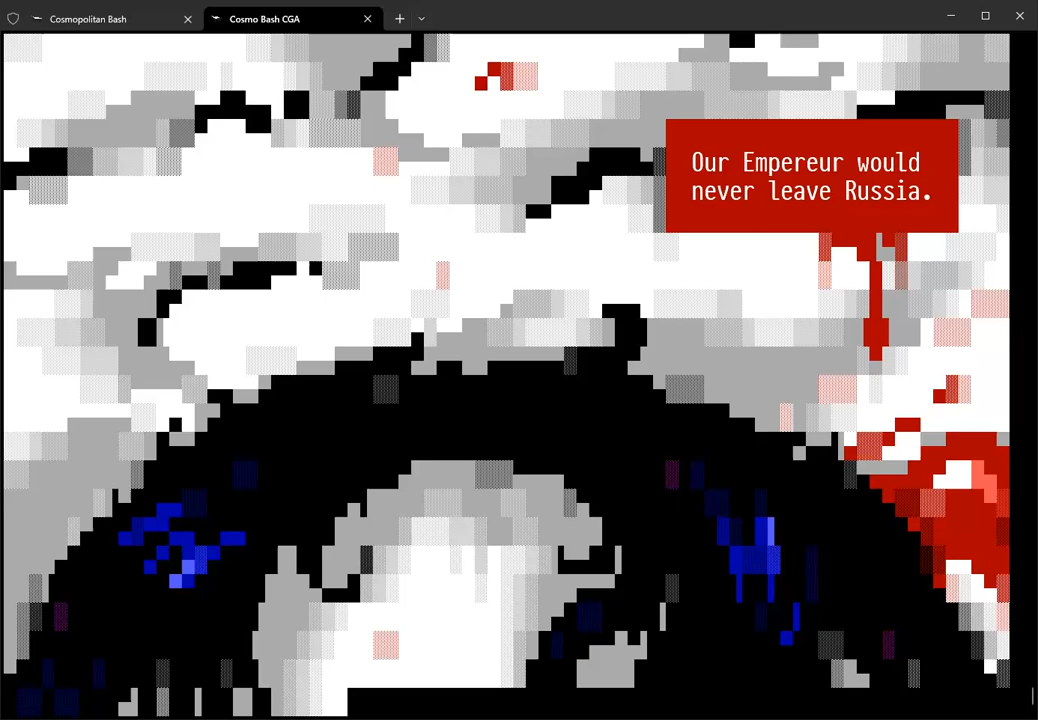 Cosmopolitan Bash
Cosmo Bash CGA
Our Empereur would
never leave Russia.